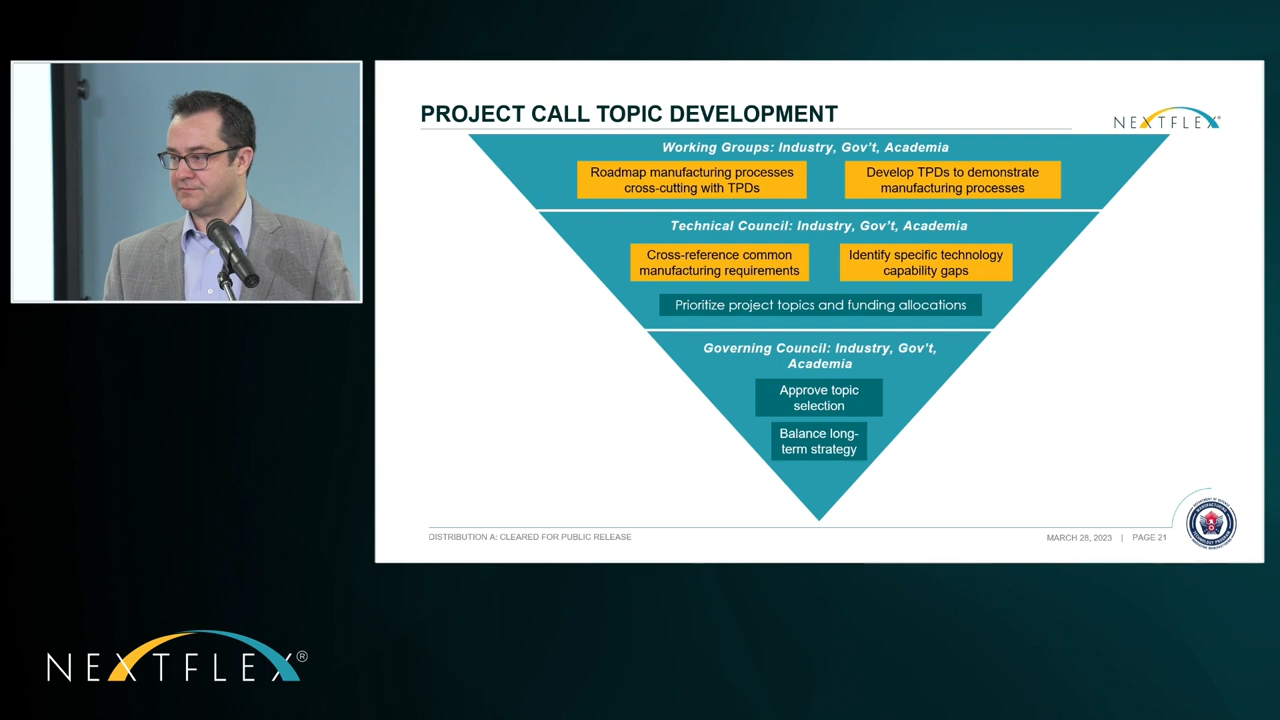 PROJECT CALL TOPIC DEVELOPMENT
NEXTFLEX®
Working Groups: Industry, Gov't, Academia
Roadmap manufacturing processes
cross-cutting with TPDs
Develop TPDs to demonstrate
manufacturing processes
Technical Council: Industry, Gov't, Academia
Cross-reference common
manufacturing requirements
Identify specific technology
capability gaps
Prioritize project topics and funding allocations
Governing Council: Industry, Gov't,
Academia
Approve topic
selection
Balance long-
term strategy
DISTRIBUTION A: CLEARED FOR PUBLIC RELEASE
MARCH 28, 2023 | PAGE 21
NEXTFLEX®